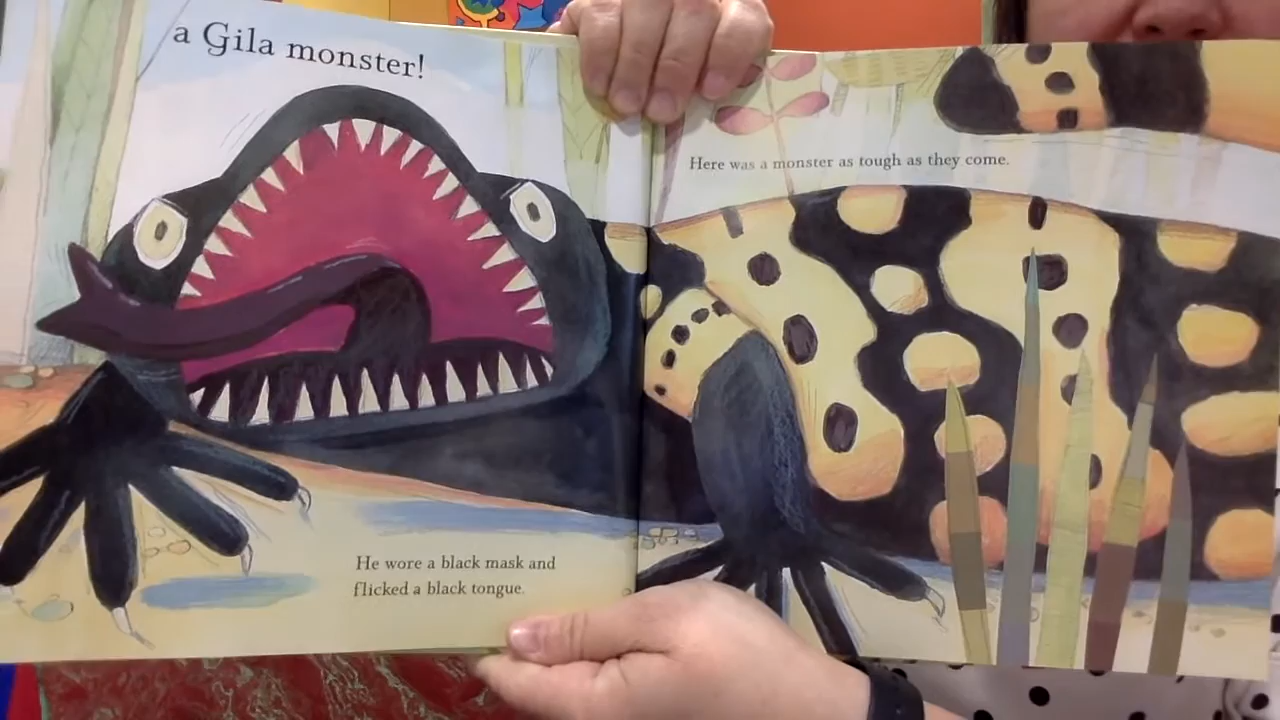 a Gila monster!
He wore a black mask and
flicked a black tongue.
Here was a monster as tough as they come.